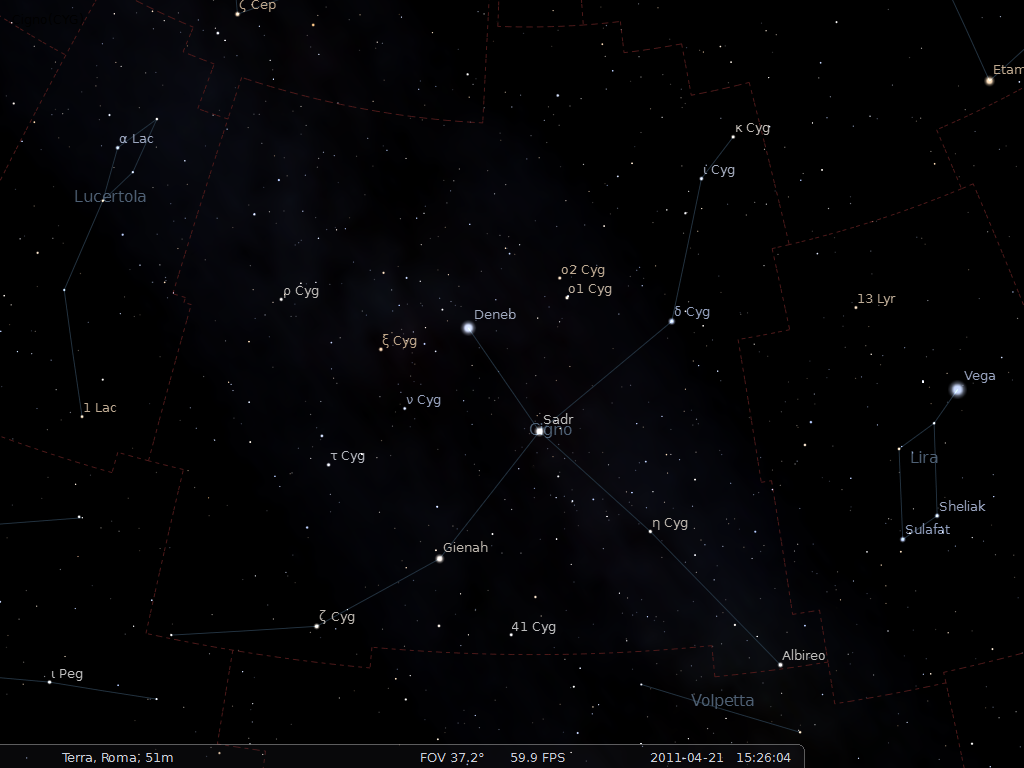 ζ Cep
Etam
α Lac
κ Cyg
ι Cyg
Lucertola
ο2 Cyg
ρ Cyg
ο1 Cyg
13 Lyr
Deneb
δ Cyg
ξ Cyg
Vega
ν Cyg
1 Lac
Sadr
Cigno
τ Cyg
Lira
Sheliak
η Cyg
Sulafat
Gienah
ζ Cyg
41 Cyg
Albireo
ι Peg
Volpetta
Terra, Roma, 51m FOV 37.2° 59.9 FPS 2011-04-21 15:26:04